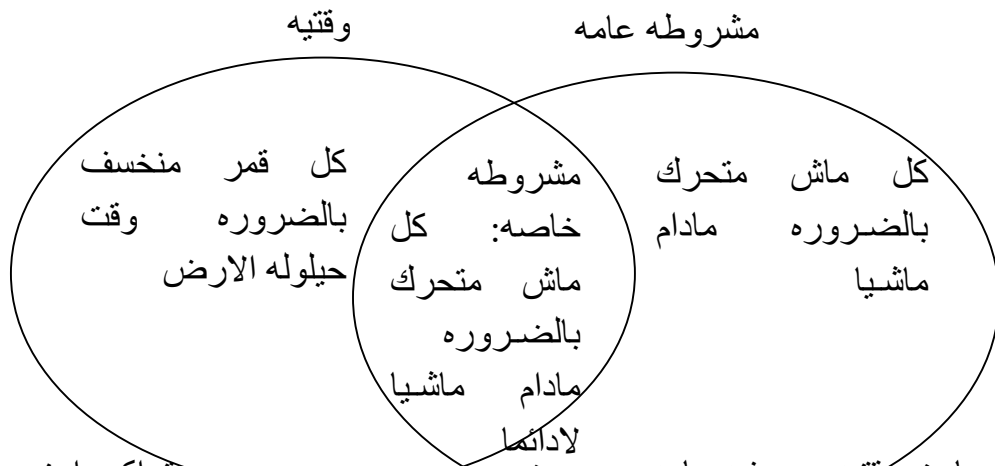 مشروطه عامه
وقتيه
كل ماش متحرك
بالضروره مادام
ماشيا
مشروطه
خاصه: كل
ماش متحرك
بالضروره
مادام ماشيا
لادائما
كل قمر منخسف
بالضروره وقت
حيلوله الارض